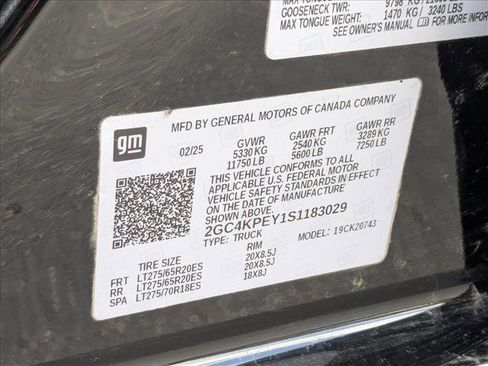 GOOSENECK TWR:
MAX TONGUE WEIGHT: 1470 KG / 3240 LBS
SEE OWNER'S MANUAL FOR MORE INFOR
gm
MFD BY GENERAL MOTORS OF CANADA COMPANY
02/25 GVWR GAWR FRT GAWR RR
5330 KG 2540 KG 3289 KG
11750 LB 5600 LB 7250 LB
THIS VEHICLE CONFORMS TO ALL
APPLICABLE U.S. FEDERAL MOTOR
VEHICLE SAFETY STANDARDS IN EFFECT
ON THE DATE OF MANUFACTURE
SHOWN ABOVE.
2GC4KPEY1S1183029
TYPE: TRUCK MODEL: 19CK20743
TIRE SIZE RIM
FRT LT275/65R20ES 20X8.5J
RR LT275/65R20ES 20X8.5J
SPA LT275/70R18ES 18X8J